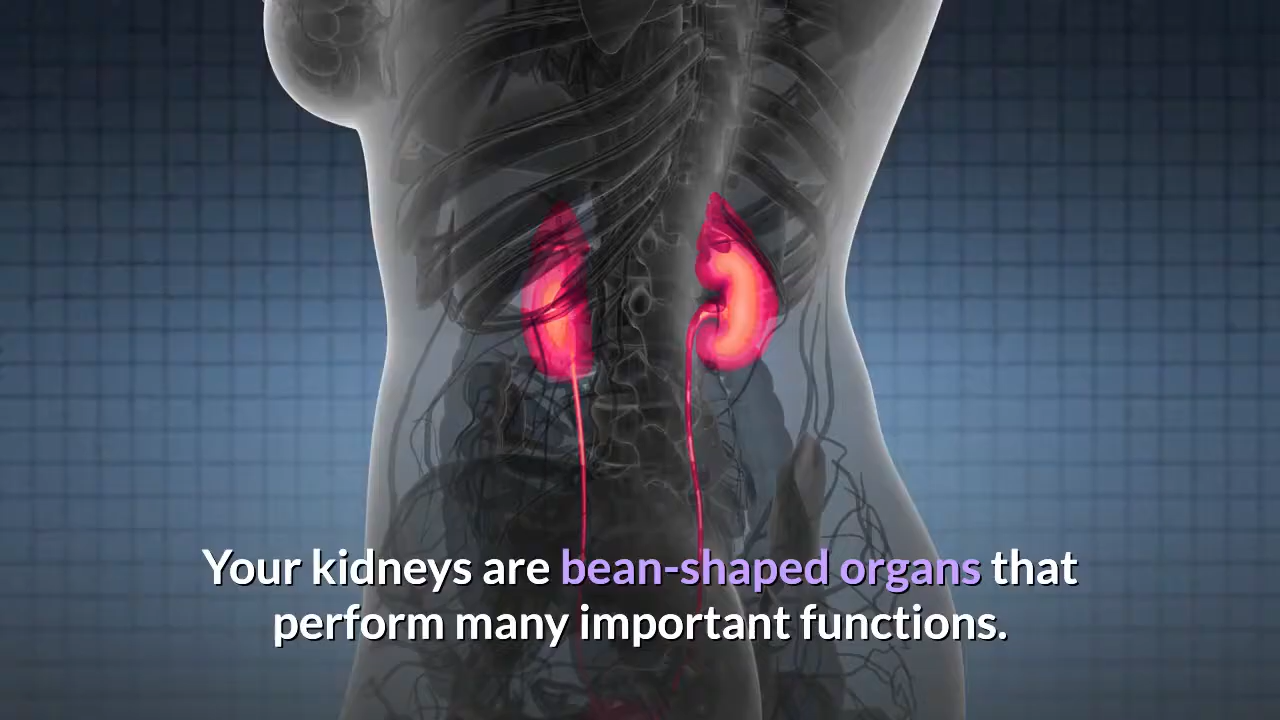 Your kidneys are bean-shaped organs that
perform many important functions.